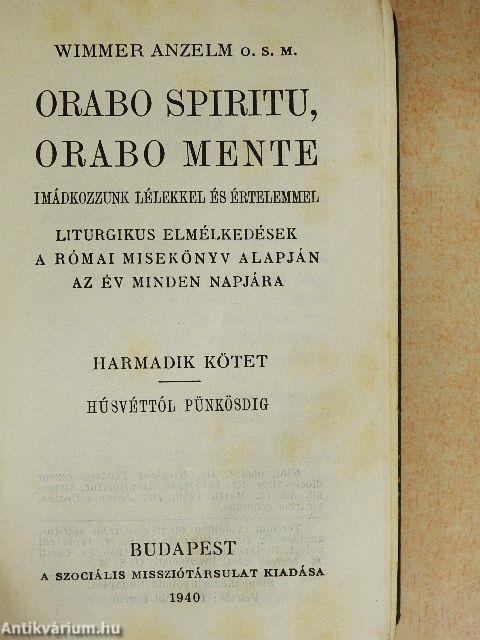 WIMMER ANZELM O. S. M.
ORABO SPIRITU,
ORABO MENTE
IMÁDKOZZUNK LÉLEKKEL ÉS ÉRTELEMMEL
LITURGIKUS ELMÉLKEDÉSEK
A RÓMAI MISEKÖNYV ALAPJÁN
AZ ÉV MINDEN NAPJÁRA
HARMADIK KÖTET
HÚSVÉTTÓL PÜNKÖSDIG
BUDAPEST
A SZOCIÁLIS MISSZIÓTÁRSULAT KIADÁSA
1940
Antikvárium.hu